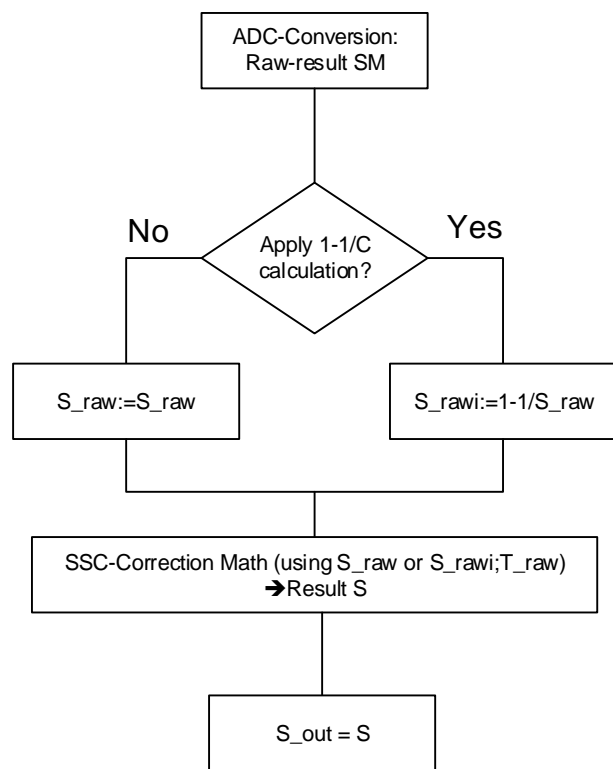 ADC-Conversion:
Raw-result SM
No
Yes
Apply 1-1/C
calculation?
S_raw:=S_raw
S_rawi:=1-1/S_raw
SSC-Correction Math (using S_raw or S_rawi;T_raw)
➔Result S
S_out = S